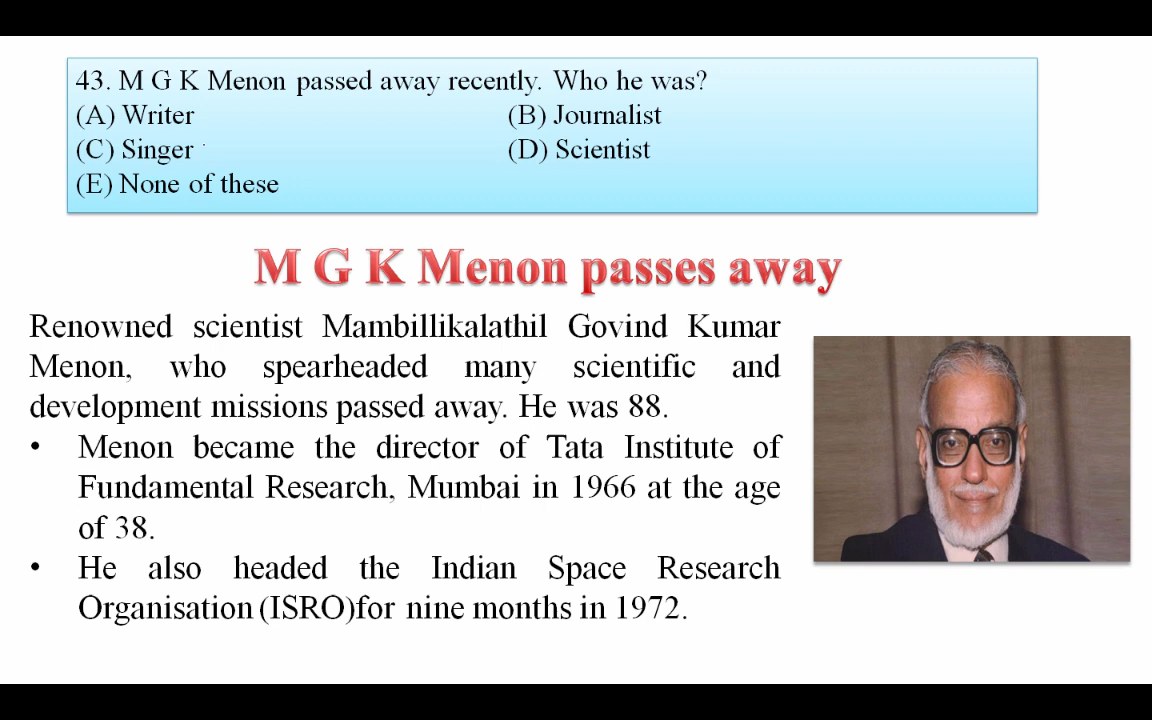 43. M G K Menon passed away recently. Who he was?
(A) Writer (B) Journalist
(C) Singer (D) Scientist
(E) None of these
M G K Menon passes away
Renowned scientist Mambillikalathil Govind Kumar
Menon, who spearheaded many scientific and
development missions passed away. He was 88.
• Menon became the director of Tata Institute of
Fundamental Research, Mumbai in 1966 at the age
of 38.
• He also headed the Indian Space Research
Organisation (ISRO)for nine months in 1972.